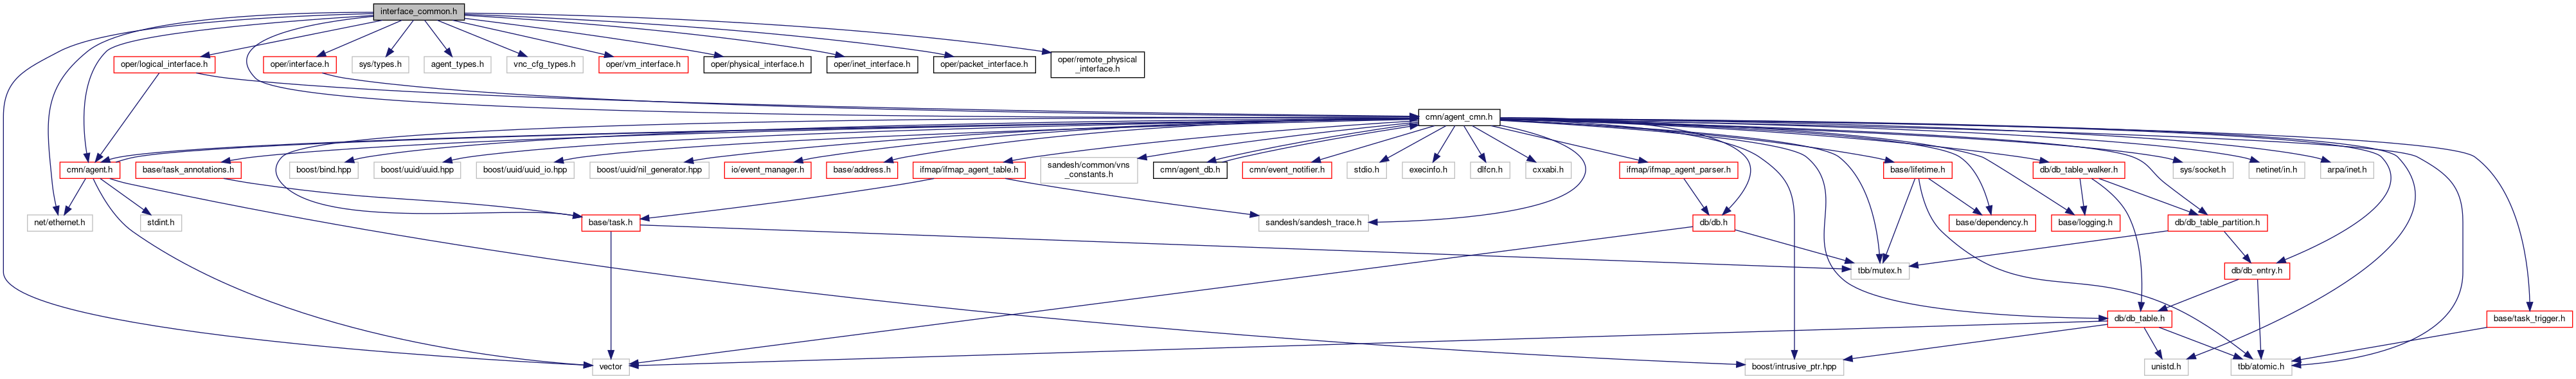 interface_common.h
oper/logical_interface.h
oper/interface.h
sys/types.h
agent_types.h
vnc_cfg_types.h
oper/vm_interface.h
oper/physical_interface.h
oper/inet_interface.h
oper/packet_interface.h
oper/remote_physical
_interface.h
cmn/agent_cmn.h
cmn/agent.h
base/task_annotations.h
boost/bind.hpp
boost/uuid/uuid.hpp
boost/uuid/uuid_io.hpp
boost/uuid/nil_generator.hpp
io/event_manager.h
base/address.h
ifmap/ifmap_agent_table.h
sandesh/common/vns
_constants.h
cmn/agent_db.h
cmn/event_notifier.h
stdio.h
execinfo.h
dlfcn.h
cxxabi.h
ifmap/ifmap_agent_parser.h
base/lifetime.h
db/db_table_walker.h
sys/socket.h
netinet/in.h
arpa/inet.h
net/ethernet.h
stdint.h
base/task.h
sandesh/sandesh_trace.h
db/db.h
base/dependency.h
base/logging.h
db/db_table_partition.h
tbb/mutex.h
db/db_entry.h
db/db_table.h
base/task_trigger.h
vector
boost/intrusive_ptr.hpp
unistd.h
tbb/atomic.h